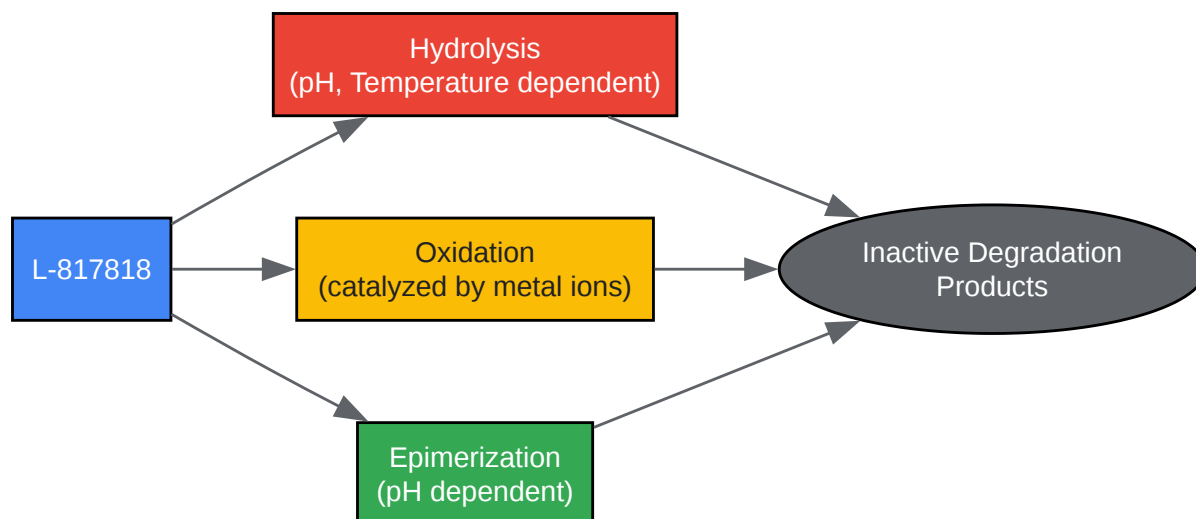 Hydrolysis
(pH, Temperature dependent)
L-817818
Oxidation
(catalyzed by metal ions)
Inactive Degradation
Products
Epimerization
(pH dependent)